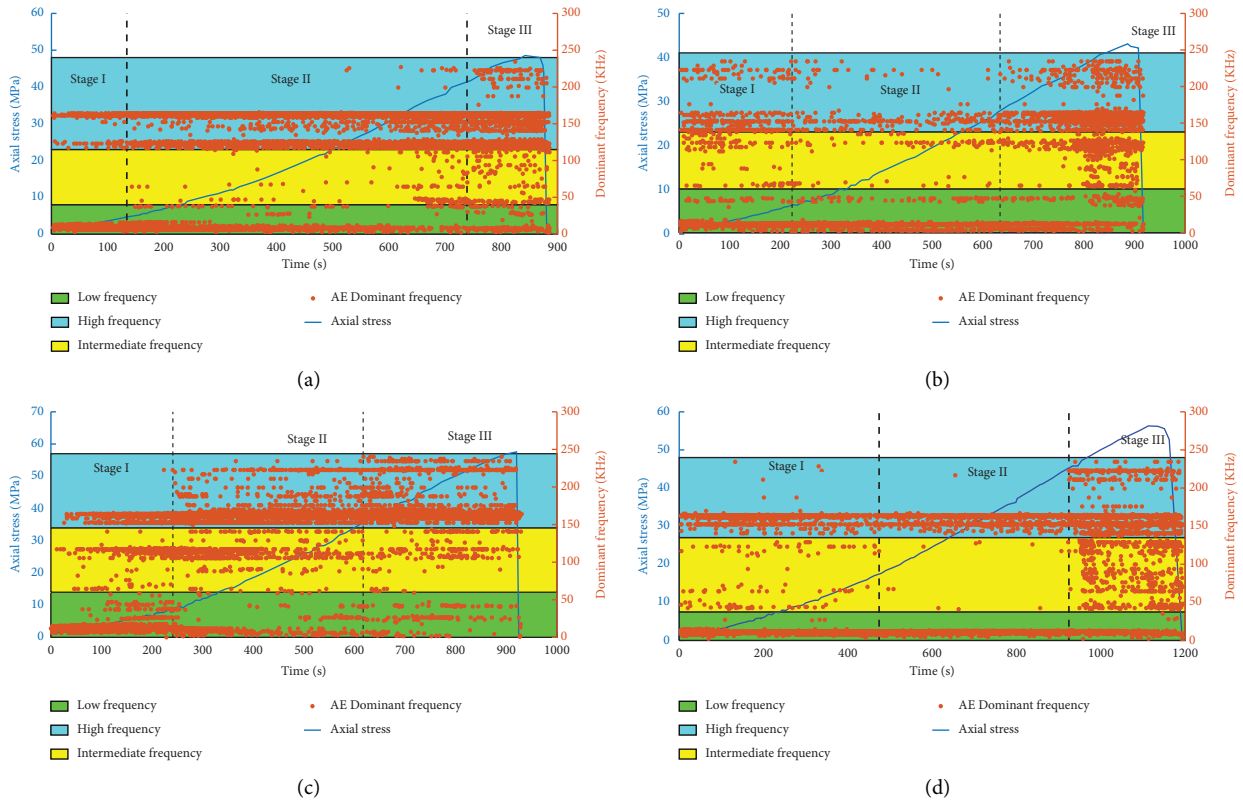 60
50
40
30
20
10
0
Axial stress (MPa)
Stage I
Stage II
Stage III
300
250
200
150
100
50
0
Dominant frequency (KHz)
0 100 200 300 400 500 600 700 800 900
Time (s)
Low frequency
High frequency
Intermediate frequency
AE Dominant frequency
Axial stress
(a)
50
40
30
20
10
0
Axial stress (MPa)
Stage I
Stage II
Stage III
300
250
200
150
100
50
0
Dominant frequency (KHz)
0 100 200 300 400 500 600 700 800 900 1000
Time (s)
Low frequency
High frequency
Intermediate frequency
AE Dominant frequency
Axial stress
(b)
70
60
50
40
30
20
10
0
Axial stress (MPa)
Stage I
Stage II
Stage III
300
250
200
150
100
50
0
Dominant frequency (KHz)
0 100 200 300 400 500 600 700 800 900 1000
Time (s)
Low frequency
High frequency
Intermediate frequency
AE Dominant frequency
Axial stress
(c)
60
50
40
30
20
10
0
Axial stress (MPa)
Stage I
Stage II
Stage III
300
250
200
150
100
50
0
Dominant frequency (KHz)
0 200 400 600 800 1000 1200
Time (s)
Low frequency
High frequency
Intermediate frequency
AE Dominant frequency
Axial stress
(d)